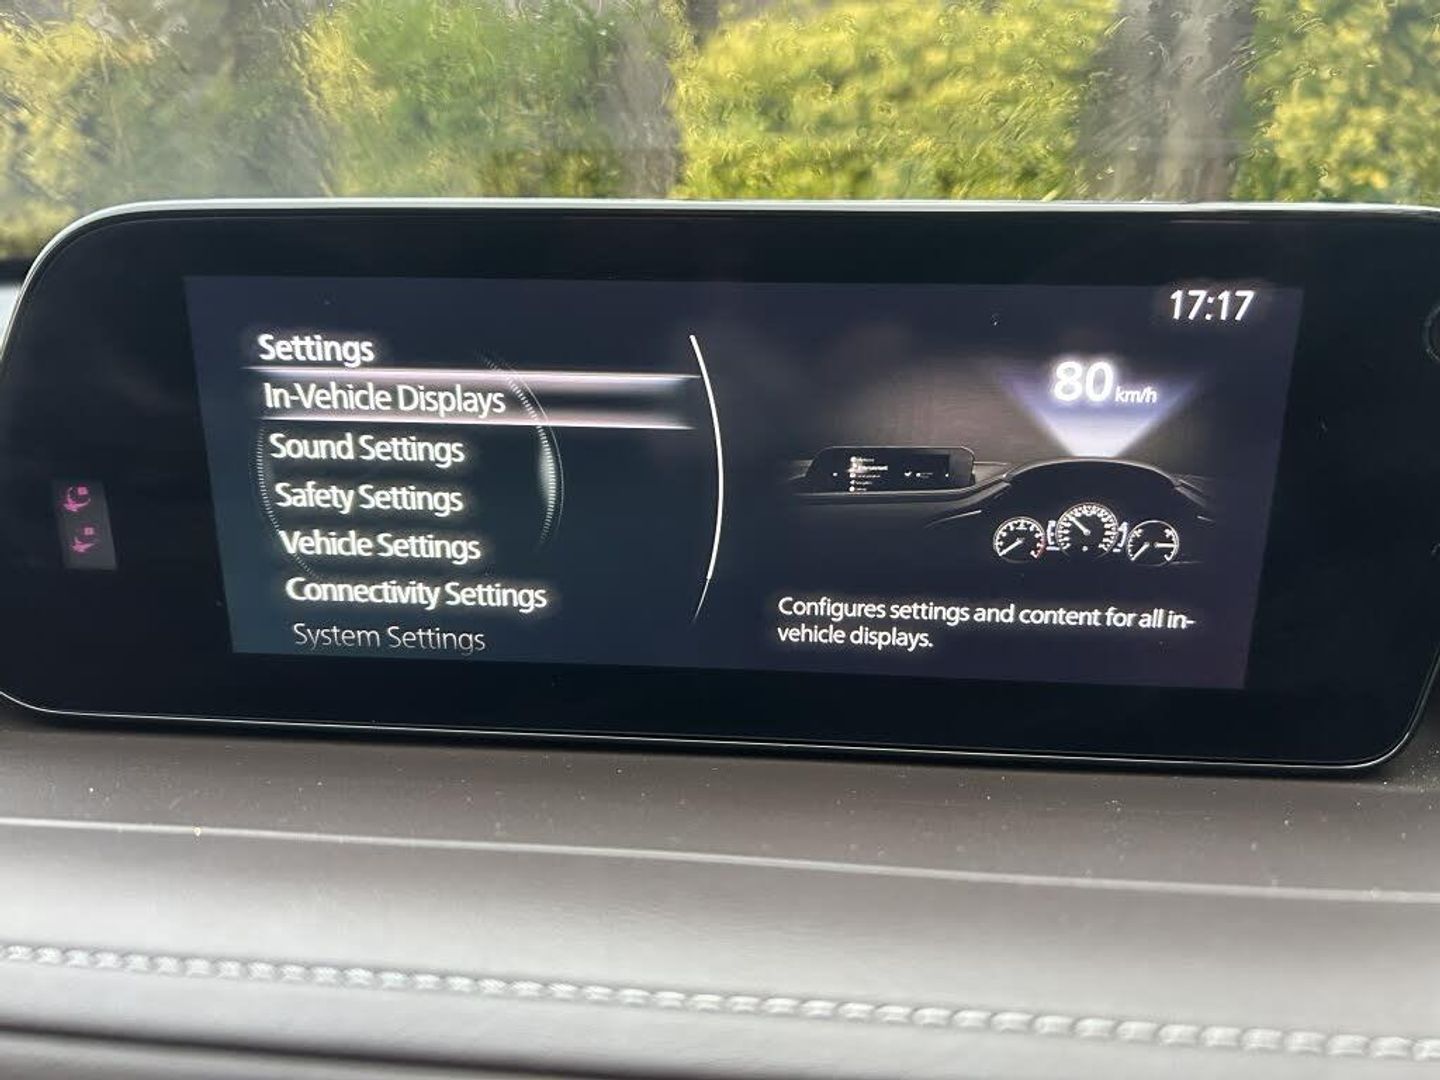 17:17
Settings
In-Vehicle Displays
Sound Settings
Safety Settings
Vehicle Settings
Connectivity Settings
System Settings
80 km/h
Configures settings and content for all in-
vehicle displays.